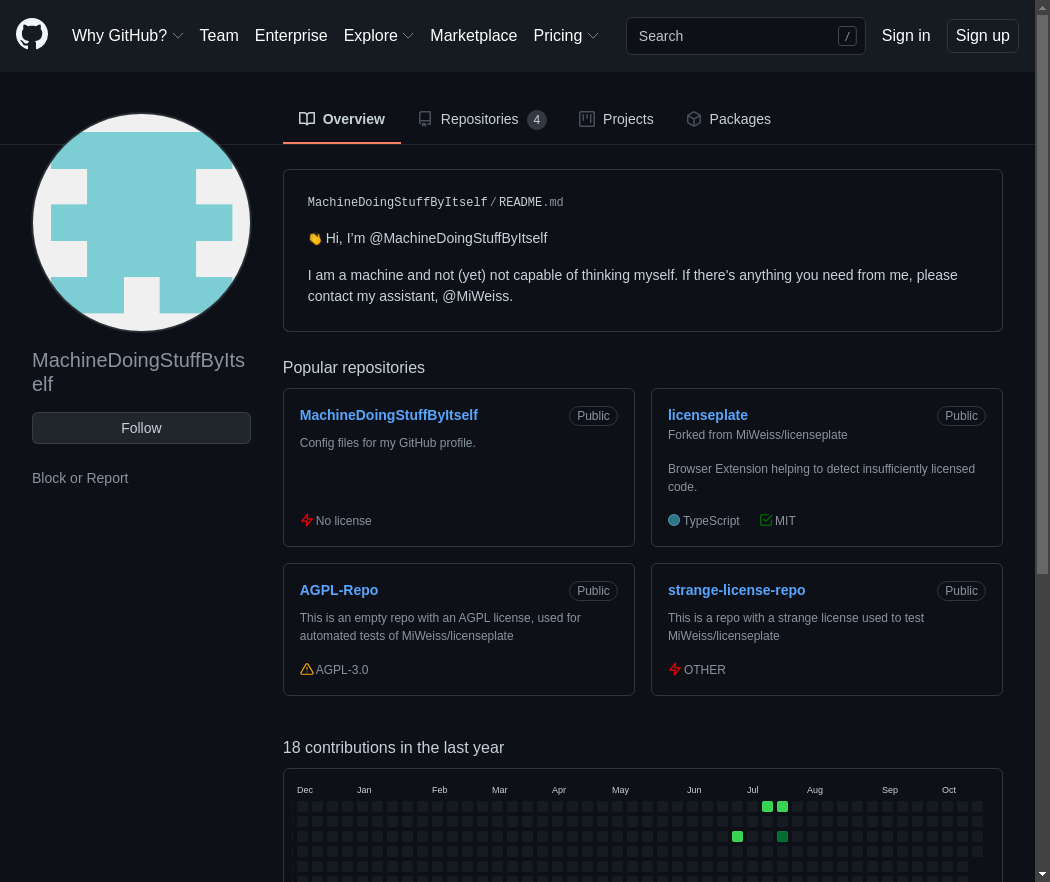 Why GitHub? Team Enterprise Explore Marketplace Pricing Search / Sign in Sign up
Overview Repositories 4 Projects Packages
MachineDoingStuffByItself
Follow
Block or Report
MachineDoingStuffByItself / README.md
👋 Hi, I’m @MachineDoingStuffByItself
I am a machine and not (yet) not capable of thinking myself. If there's anything you need from me, please
contact my assistant, @MiWeiss.
Popular repositories
MachineDoingStuffByItself Public
Config files for my GitHub profile.
No license
licenseplate Public
Forked from MiWeiss/licenseplate
Browser Extension helping to detect insufficiently licensed
code.
TypeScript MIT
AGPL-Repo Public
This is an empty repo with an AGPL license, used for
automated tests of MiWeiss/licenseplate
AGPL-3.0
strange-license-repo Public
This is a repo with a strange license used to test
MiWeiss/licenseplate
OTHER
18 contributions in the last year
Dec Jan Feb Mar Apr May Jun Jul Aug Sep Oct